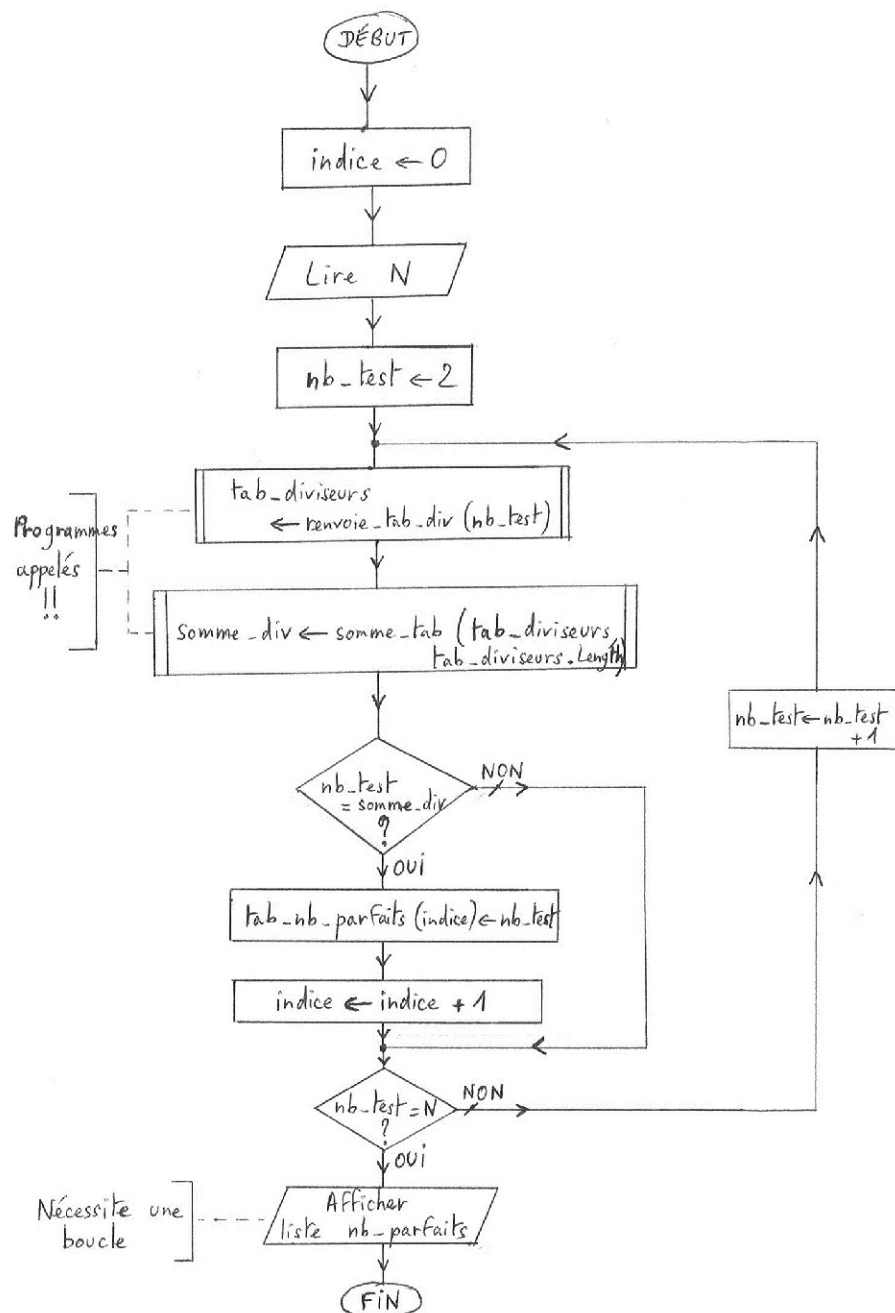 DÉBUT
indice ← 0
Lire N
nb_test ← 2
tab_diviseurs
← renvoie_tab_div (nb_test)
Programmes
appelés
!!
somme_div ← somme_tab (tab_diviseurs,
tab_diviseurs.Length)
nb_test ← nb_test
+ 1
nb_test
= somme_div
?
NON
OUI
tab_nb_parfaits (indice) ← nb_test
indice ← indice + 1
nb_test = N
?
NON
OUI
Nécessite une
boucle
Afficher
liste nb_parfaits
FIN